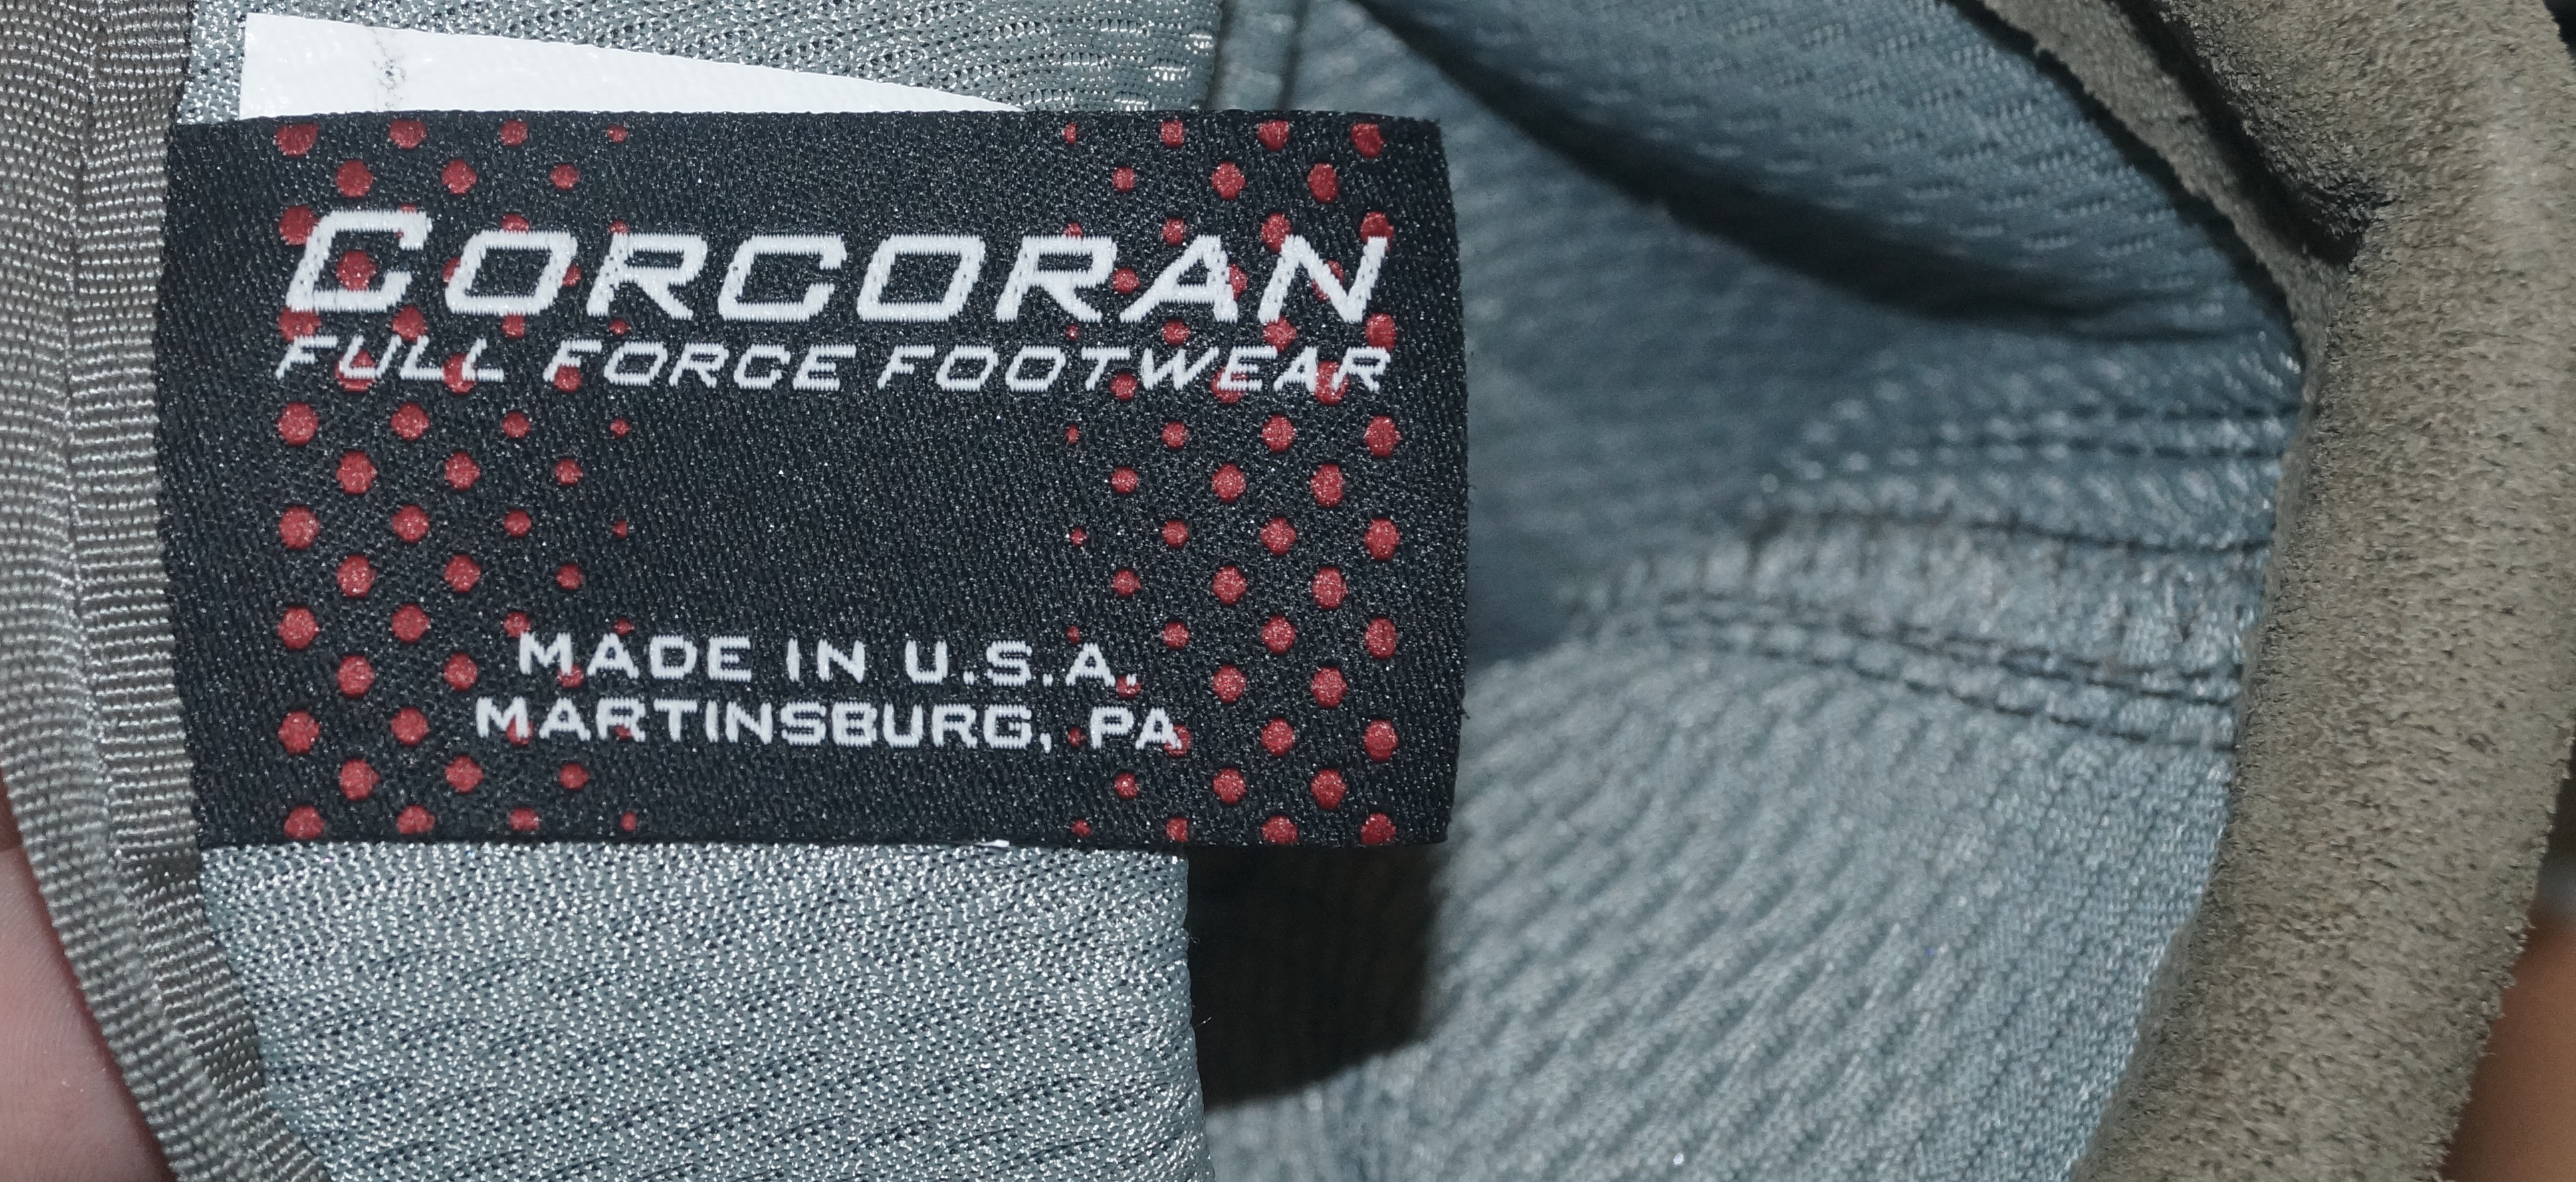 CORCORAN
FULL FORCE FOOTWEAR
MADE IN U.S.A.
MARTINSBURG, PA